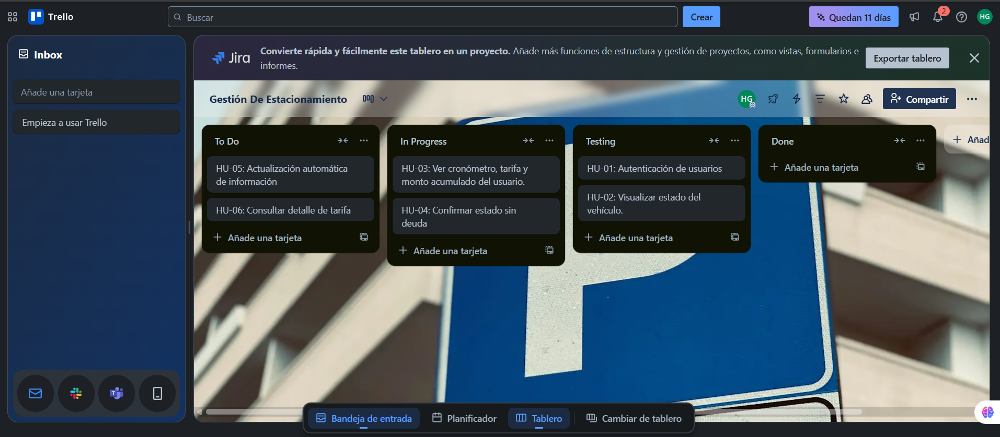 Trello
Buscar
Crear
Quedan 11 días
2
HG
Inbox
Añade una tarjeta
Empieza a usar Trello
Jira
Convierte rápida y fácilmente este tablero en un proyecto. Añade más funciones de estructura y gestión de proyectos, como vistas, formularios e
informes.
Exportar tablero
Gestión De Estacionamiento
HG
Compartir
To Do
HU-05: Actualización automática
de información
HU-06: Consultar detalle de tarifa
Añade una tarjeta
In Progress
HU-03: Ver cronómetro, tarifa y
monto acumulado del usuario.
HU-04: Confirmar estado sin
deuda
Añade una tarjeta
Testing
HU-01: Autenticación de usuarios
HU-02: Visualizar estado del
vehículo.
Añade una tarjeta
Done
Añade una tarjeta
Añad
P
T
Bandeja de entrada
Planificador
Tablero
Cambiar de tablero